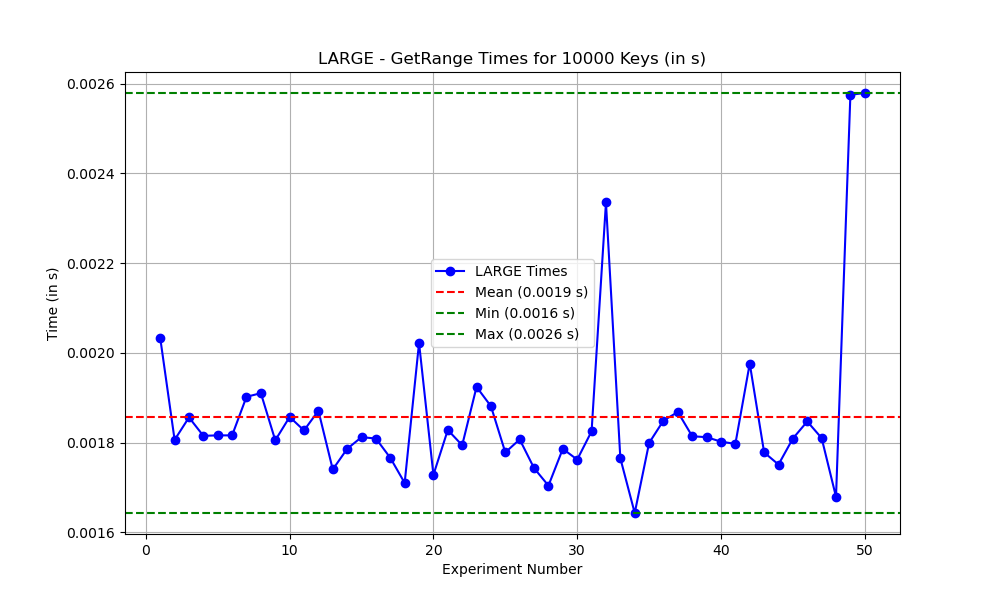 LARGE - GetRange Times for 10000 Keys (in s)
Time (in s)
0.0026
0.0024
0.0022
0.0020
0.0018
0.0016
LARGE Times
Mean (0.0019 s)
Min (0.0016 s)
Max (0.0026 s)
0 10 20 30 40 50
Experiment Number